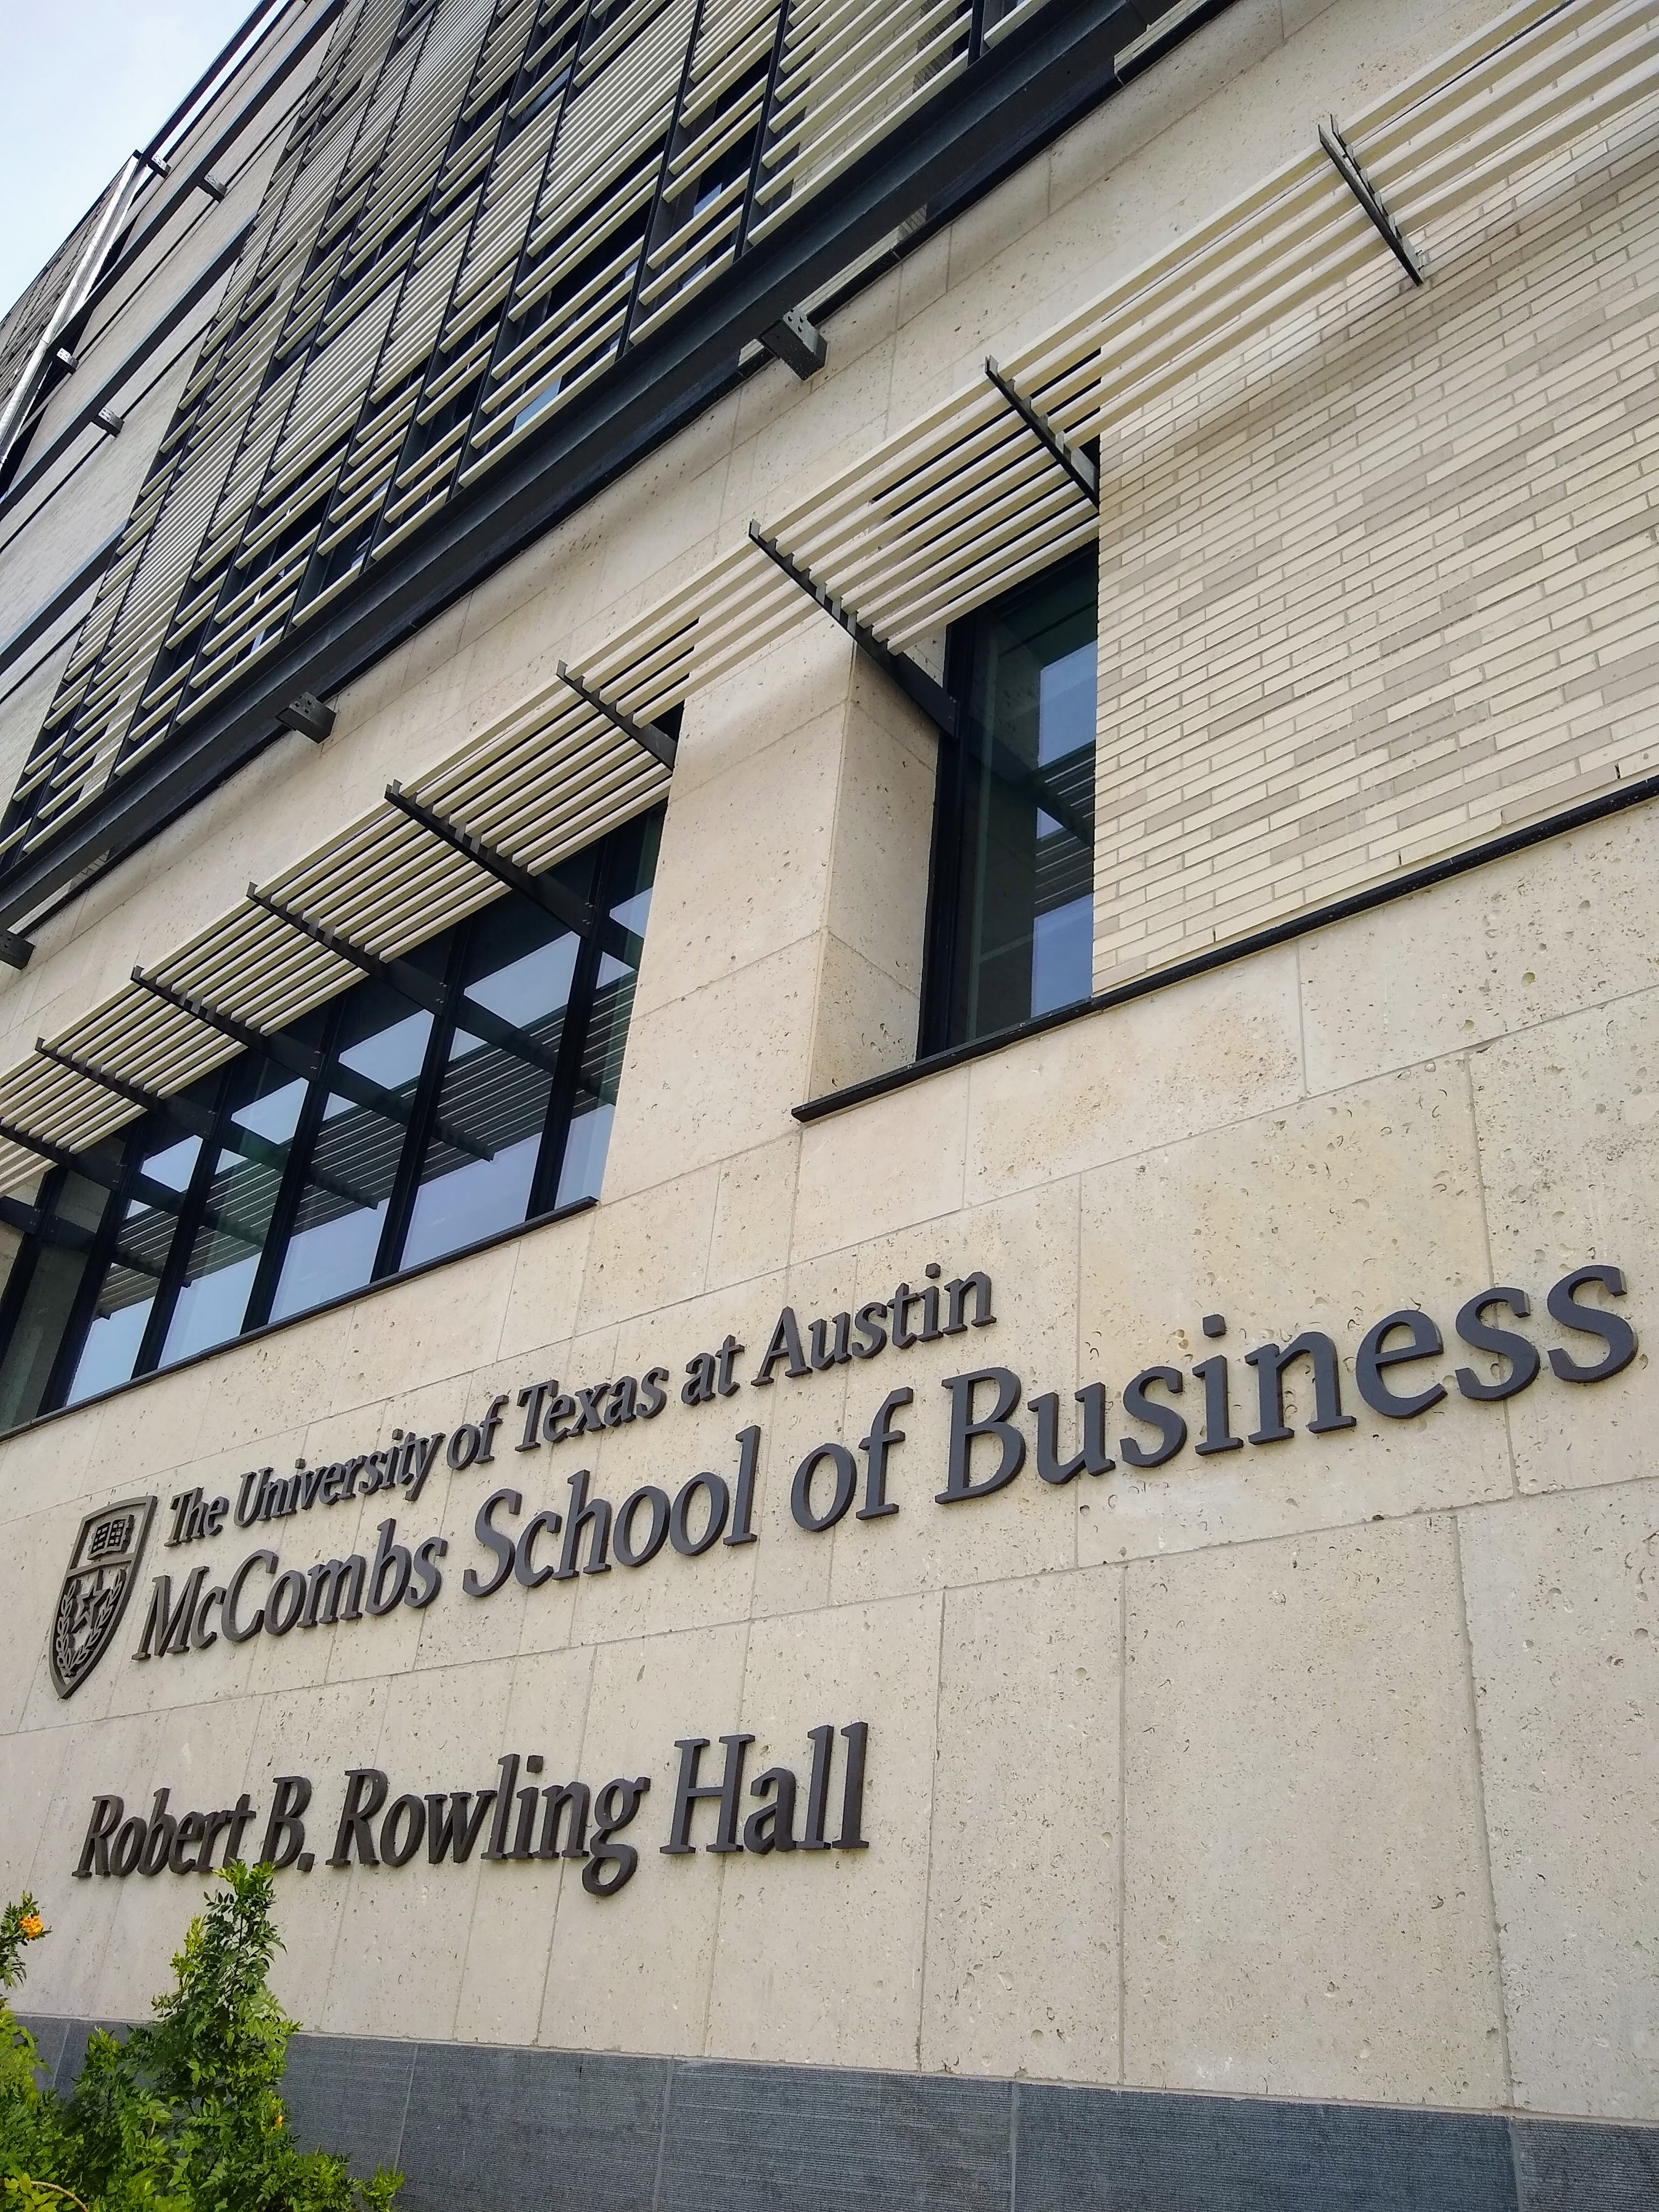 The University of Texas at Austin
McCombs School of Business
Robert B. Rowling Hall